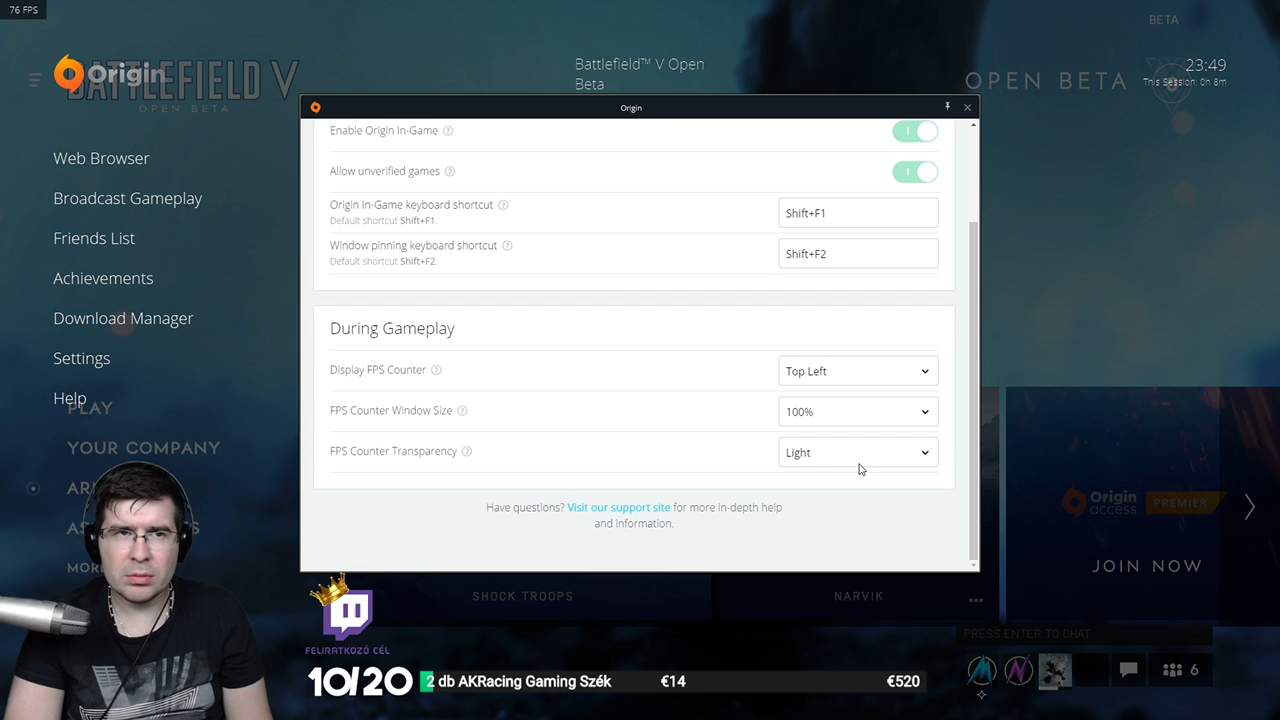 76 FPS
BETA
Origin
BATTLEFIELD V
OPEN BETA
Battlefield™ V Open
Beta
OPEN BETA
23:49
This Session: 0h 8m
Origin
Web Browser
Broadcast Gameplay
Friends List
Achievements
Download Manager
Settings
Help
PLAY
YOUR COMPANY
Enable Origin In-Game
Allow unverified games
Origin In-Game keyboard shortcut
Default shortcut Shift+F1.
Shift+F1
Window pinning keyboard shortcut
Default shortcut Shift+F2.
Shift+F2
During Gameplay
Display FPS Counter
Top Left
FPS Counter Window Size
100%
FPS Counter Transparency
Light
Have questions? Visit our support site for more in-depth help
and information.
Origin
access
PREMIER
JOIN NOW
SHOCK TROOPS
NARVIK
PRESS ENTER TO CHAT
6
FELIRATKOZÓ CÉL
10/20
2 db AKRacing Gaming Szék
€14
€520